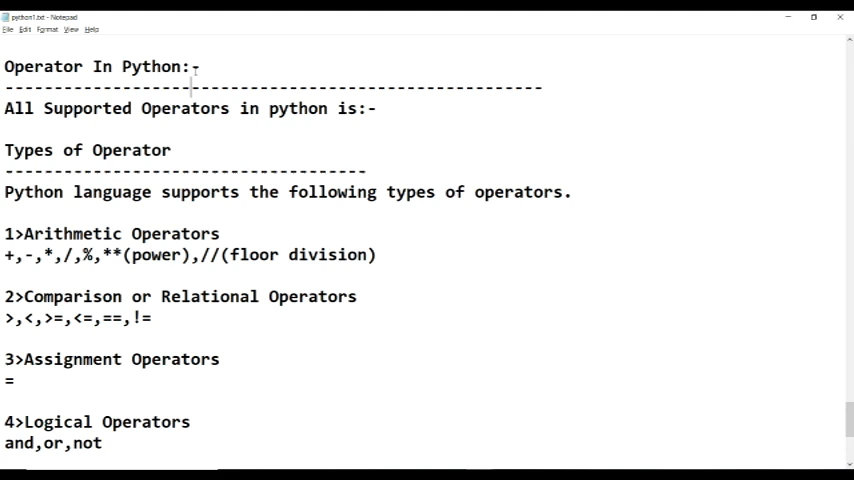 python1.txt - Notepad
File Edit Format View Help
Operator In Python:-
-------------------------------------------------------
All Supported Operators in python is:-
Types of Operator
-------------------------------------
Python language supports the following types of operators.
1>Arithmetic Operators
+,-,*,/,%,**(power),//(floor division)
2>Comparison or Relational Operators
>,<,>=,<=,==,!=
3>Assignment Operators
=
4>Logical Operators
and,or,not